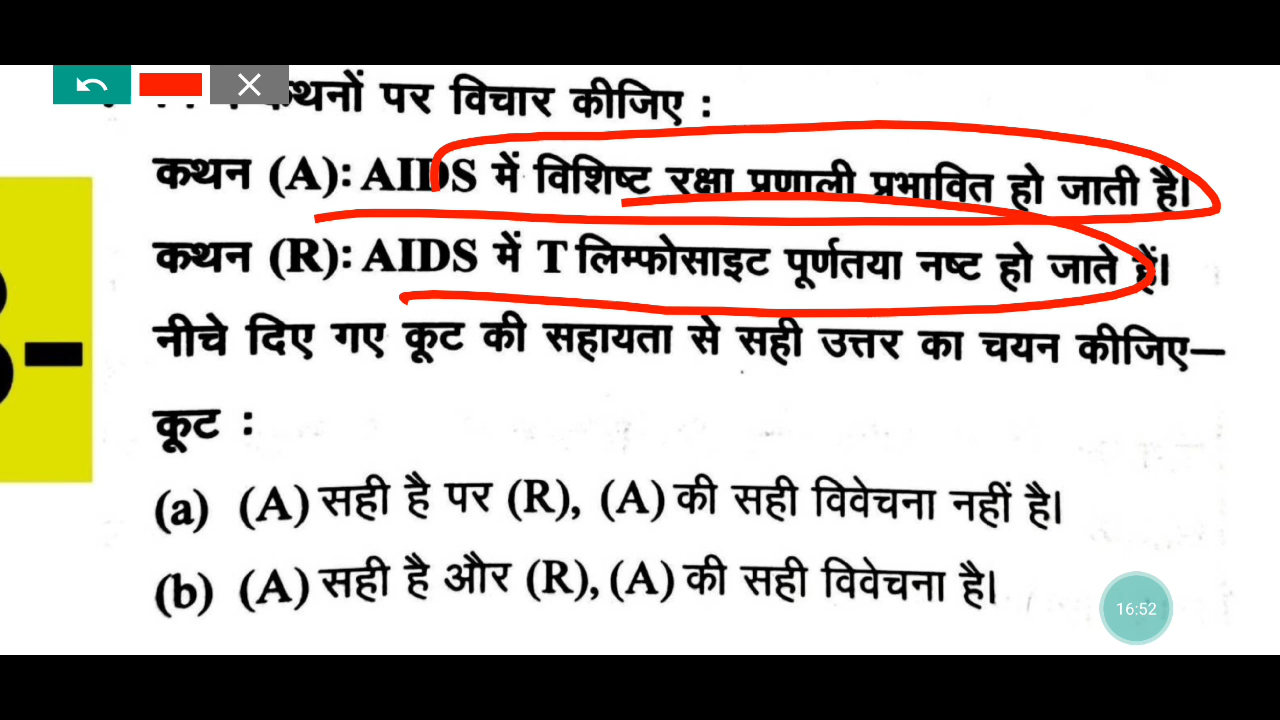 कथनों पर विचार कीजिए :
कथन (A): AIDS में विशिष्ट रक्षा प्रणाली प्रभावित हो जाती है।
कथन (R): AIDS में T लिम्फोसाइट पूर्णतया नष्ट हो जाते हैं।
नीचे दिए गए कूट की सहायता से सही उत्तर का चयन कीजिए—
कूट :
(a) (A) सही है पर (R), (A) की सही विवेचना नहीं है।
(b) (A) सही है और (R), (A) की सही विवेचना है।
16:52